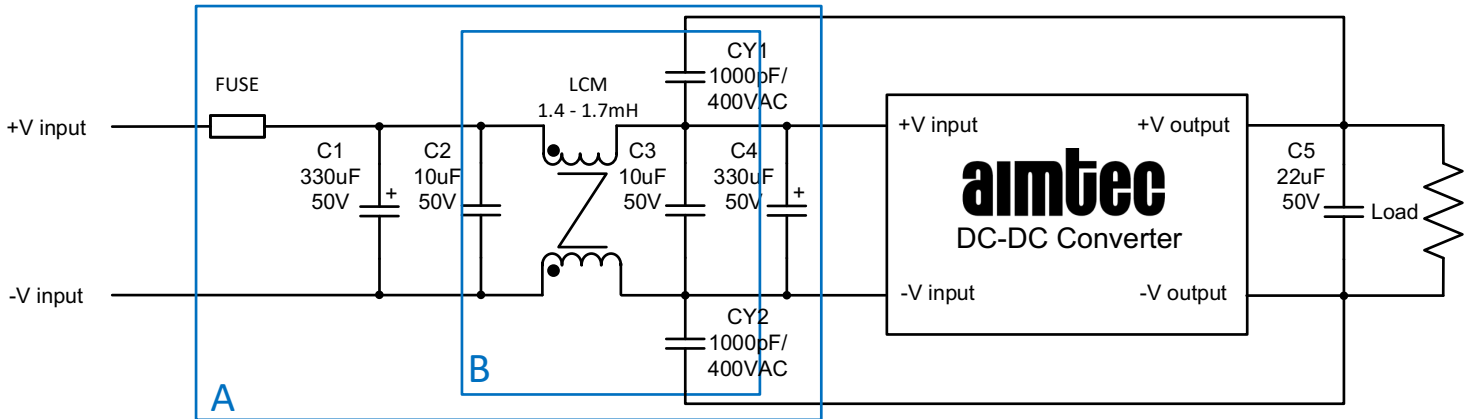 FUSE
+V input
-V input
C1
330uF
50V
+
C2
10uF
50V
LCM
1.4 - 1.7mH
C3
10uF
50V
CY1
1000pF/
400VAC
C4
330uF
50V
+
CY2
1000pF/
400VAC
A
B
+V input
+V output
aimtec
DC-DC Converter
-V input
-V output
C5
22uF
50V
Load